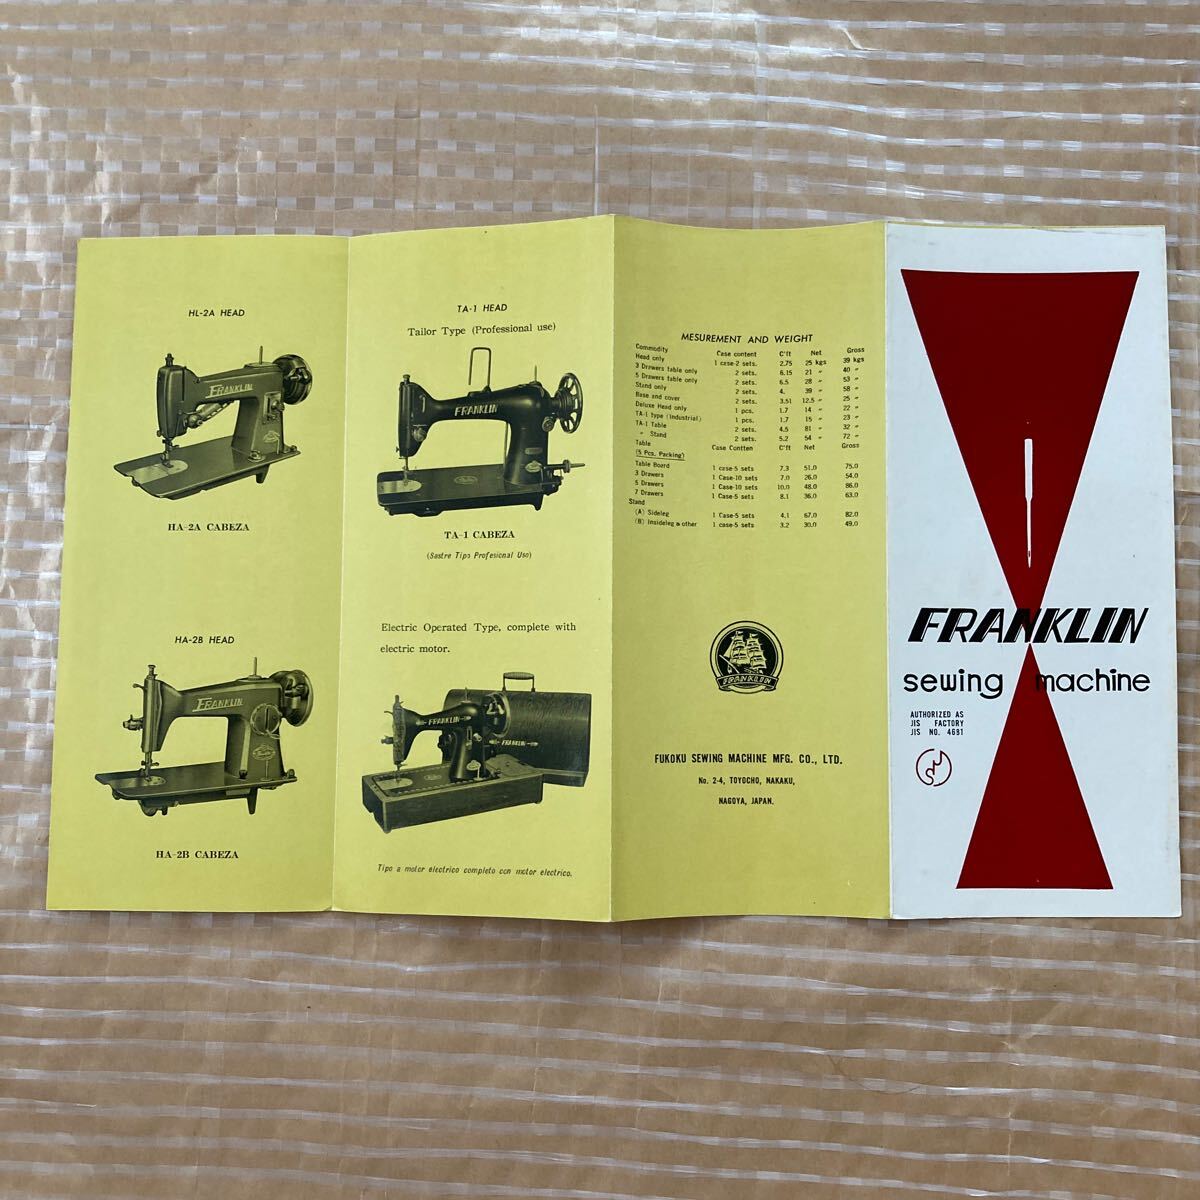 HL-2A HEAD
FRANKLIN
HA-2A CABEZA
HA-2B HEAD
FRANKLIN
HA-2B CABEZA
TA-1 HEAD
Tailor Type (Professional use)
FRANKLIN
TA-1 CABEZA
(Sastre Tipo Profesional Uso)
Electric Operated Type, complete with
electric motor.
FRANKLIN
FRANKLIN
Tipo a motor electrico completo con motor electrico.
MESUREMENT AND WEIGHT
Commodity Case content C'ft Net Gross
Head only 1 case-2 sets. 2.75 25 kgs 39 kgs
3 Drawers table only 2 sets. 6.15 21 〃 40 〃
5 Drawers table only 2 sets. 6.5 28 〃 53 〃
Stand only 2 sets. 4. 39 〃 58 〃
Base and cover 2 sets. 3.51 12.5 〃 25 〃
Deluxe Head only 1 pcs. 1.7 14 〃 22 〃
TA-1 type (Industrial) 1 pcs. 1.7 15 〃 23 〃
TA-1 Table 2 sets. 4.5 81 〃 32 〃
〃 Stand 2 sets. 5.2 54 〃 72 〃
Table Case Contten C'ft Net Gross
(5 Pcs. Packing)
Table Board 1 case-5 sets 7.3 51.0 75.0
3 Drawers 1 Case-10 sets 7.0 26.0 54.0
5 Drawers 1 Case-10 sets 10.0 48.0 86.0
7 Drawers 1 Case-5 sets 8.1 36.0 63.0
Stand
(A) Sideleg 1 Case-5 sets 4.1 67.0 82.0
(B) Insideleg & other 1 case-5 sets 3.2 30.0 49.0
FRANKLIN
FUKOKU SEWING MACHINE MFG. CO., LTD.
No. 2-4, TOYOCHO, NAKAKU,
NAGOYA, JAPAN.
FRANKLIN
sewing machine
AUTHORIZED AS
JIS FACTORY
JIS NO. 4681